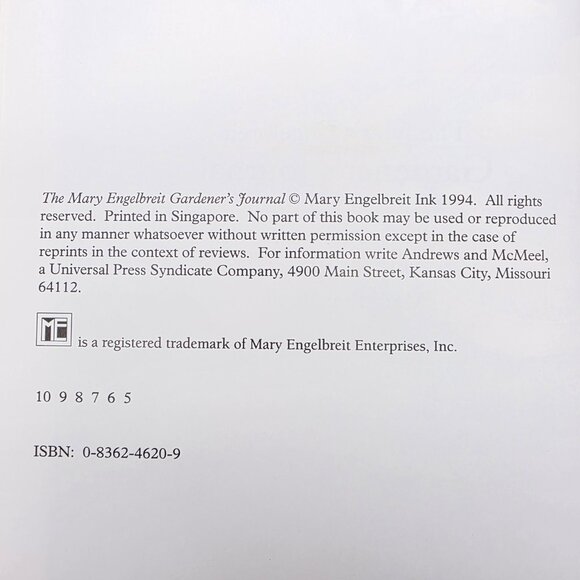 The Mary Engelbreit Gardener's Journal © Mary Engelbreit Ink 1994. All rights
reserved. Printed in Singapore. No part of this book may be used or reproduced
in any manner whatsoever without written permission except in the case of
reprints in the context of reviews. For information write Andrews and McMeel,
a Universal Press Syndicate Company, 4900 Main Street, Kansas City, Missouri
64112.
ME is a registered trademark of Mary Engelbreit Enterprises, Inc.
10 9 8 7 6 5
ISBN: 0-8362-4620-9